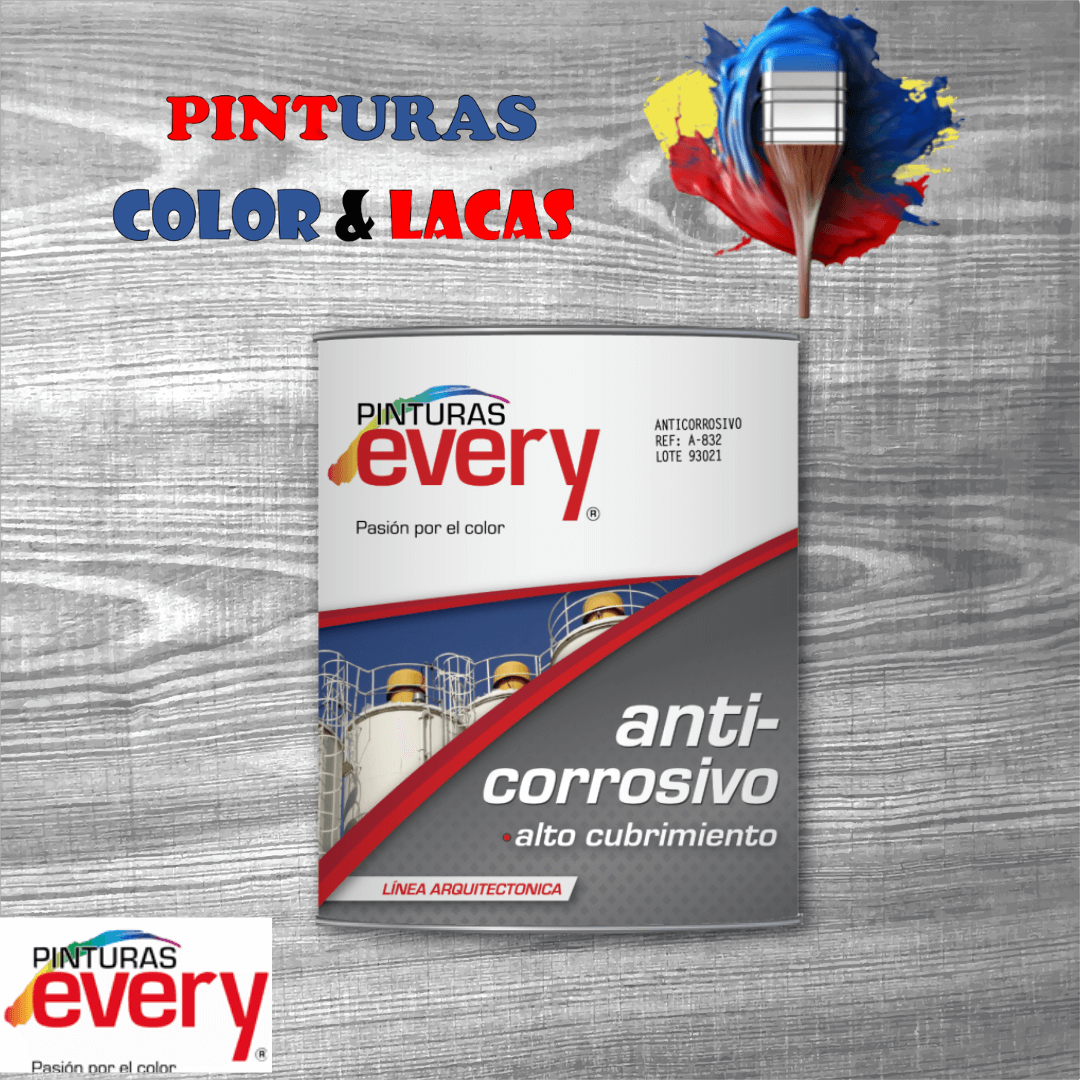 PINTURAS
COLOR & LACAS
PINTURAS
every®
Pasión por el color
ANTICORROSIVO
REF: A-832
LOTE 93021
anti-
corrosivo
• alto cubrimiento
LÍNEA ARQUITECTONICA
PINTURAS
every®
Pasión por el color